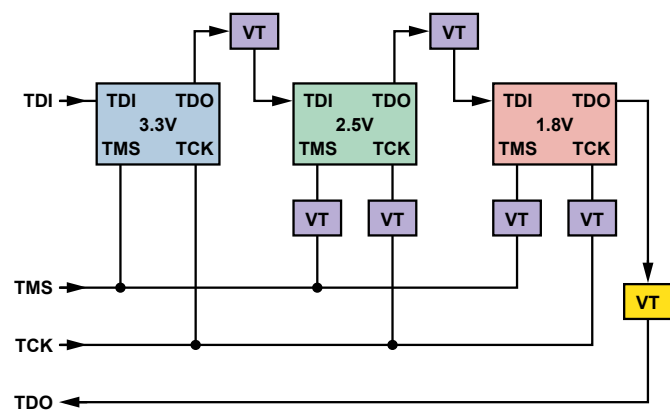 VT VT
TDI TDI TDO TDI TDO TDI TDO
3.3V 2.5V 1.8V
TMS TCK TMS TCK TMS TCK
VT VT VT VT
TMS VT
TCK
TDO